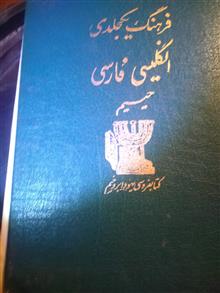 فرهنگ یکجلدی
انگلیسی فارسی
حییم
کتابفروشی یهودا بروخیم